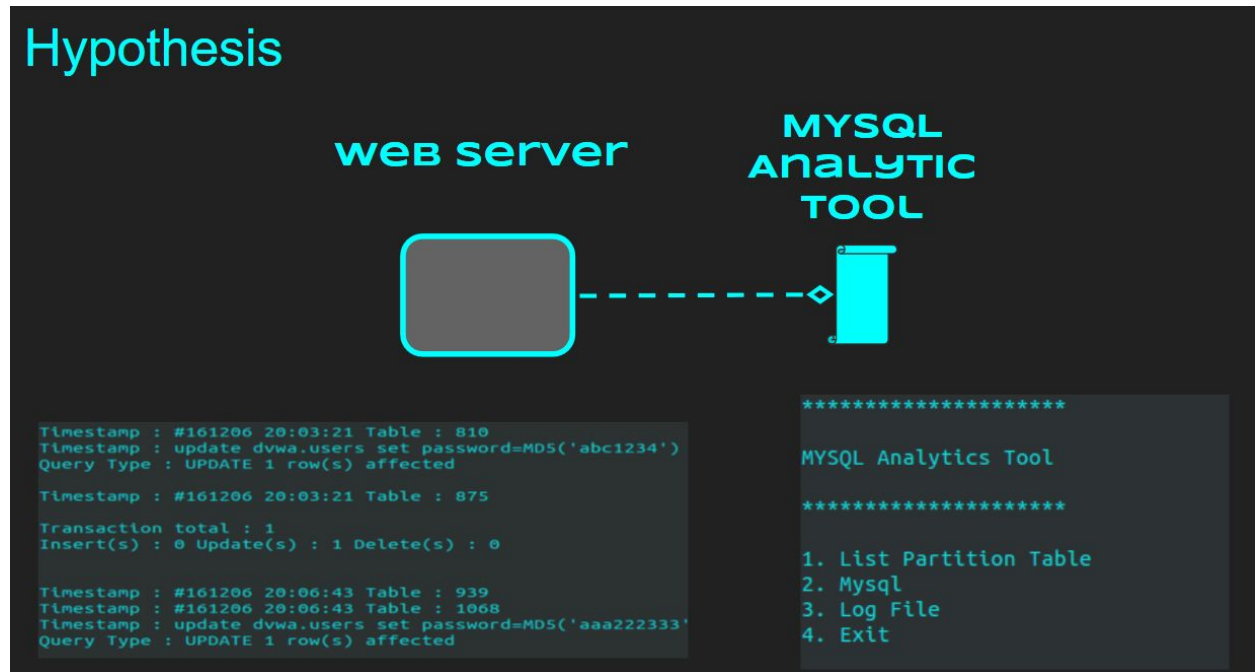 Hypothesis
web server
MYSQL
Analytic
Tool
Timestamp : #161206 20:03:21 Table : 810
Timestamp : update dvwa.users set password=MD5('abc1234')
Query Type : UPDATE 1 row(s) affected
Timestamp : #161206 20:03:21 Table : 875
Transaction total : 1
Insert(s) : 0 Update(s) : 1 Delete(s) : 0
Timestamp : #161206 20:06:43 Table : 939
Timestamp : #161206 20:06:43 Table : 1068
Timestamp : update dvwa.users set password=MD5('aaa222333'
Query Type : UPDATE 1 row(s) affected
**********************
MYSQL Analytics Tool
**********************
1. List Partition Table
2. Mysql
3. Log File
4. Exit